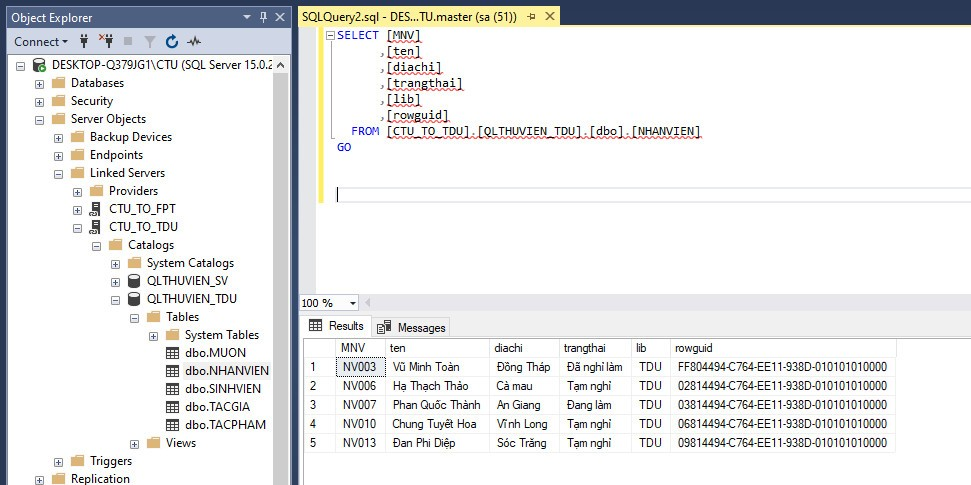 Object Explorer
Connect
DESKTOP-Q379JG1\CTU (SQL Server 15.0.2
Databases
Security
Server Objects
Backup Devices
Endpoints
Linked Servers
Providers
CTU_TO_FPT
CTU_TO_TDU
Catalogs
System Catalogs
QLTHUVIEN_SV
QLTHUVIEN_TDU
Tables
System Tables
dbo.MUON
dbo.NHANVIEN
dbo.SINHVIEN
dbo.TACGIA
dbo.TACPHAM
Views
Triggers
Replication
SQLQuery2.sql - DES...TU.master (sa (51))
SELECT [MNV]
,[ten]
,[diachi]
,[trangthai]
,[lib]
,[rowguid]
FROM [CTU_TO_TDU].[QLTHUVIEN_TDU].[dbo].[NHANVIEN]
GO
100 %
Results Messages
MNV ten diachi trangthai lib rowguid
1 NV003 Vũ Minh Toàn Đồng Tháp Đã nghỉ làm TDU FF804494-C764-EE11-938D-010101010000
2 NV006 Hạ Thạch Thảo Cà mau Tạm nghỉ TDU 02814494-C764-EE11-938D-010101010000
3 NV007 Phan Quốc Thành An Giang Đang làm TDU 03814494-C764-EE11-938D-010101010000
4 NV010 Chung Tuyết Hoa Vĩnh Long Tạm nghỉ TDU 06814494-C764-EE11-938D-010101010000
5 NV013 Đan Phi Diệp Sóc Trăng Tạm nghỉ TDU 09814494-C764-EE11-938D-010101010000